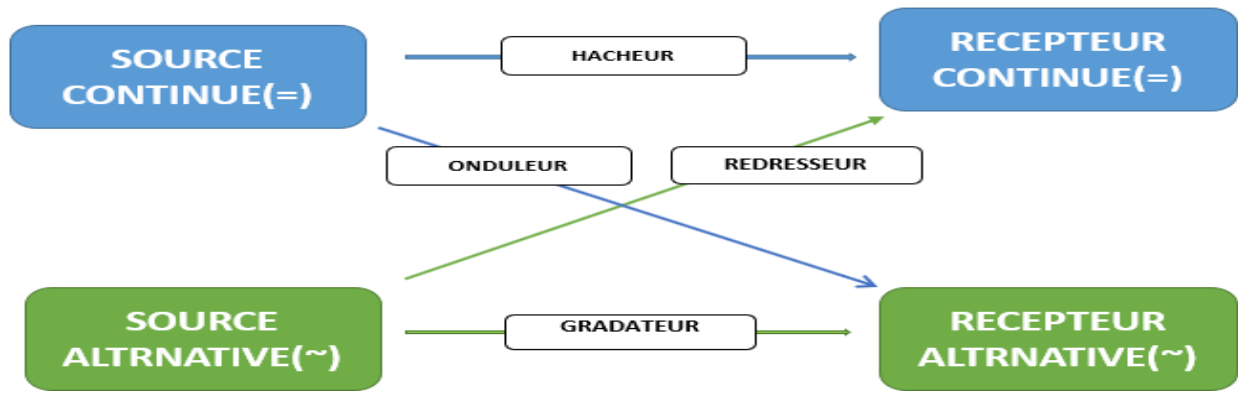 SOURCE
CONTINUE(=)
HACHEUR
RECEPTEUR
CONTINUE(=)
ONDULEUR
REDRESSEUR
SOURCE
ALTRNATIVE(~)
GRADATEUR
RECEPTEUR
ALTRNATIVE(~)